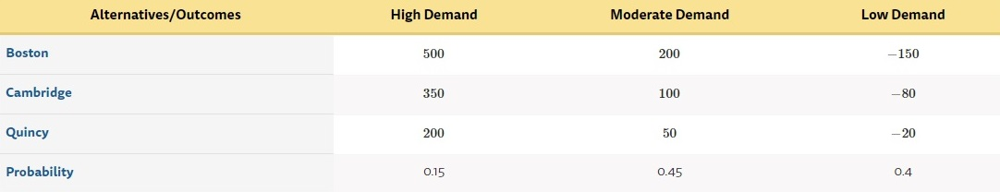 Alternatives/Outcomes High Demand Moderate Demand Low Demand
Boston 500 200 −150
Cambridge 350 100 −80
Quincy 200 50 −20
Probability 0.15 0.45 0.4